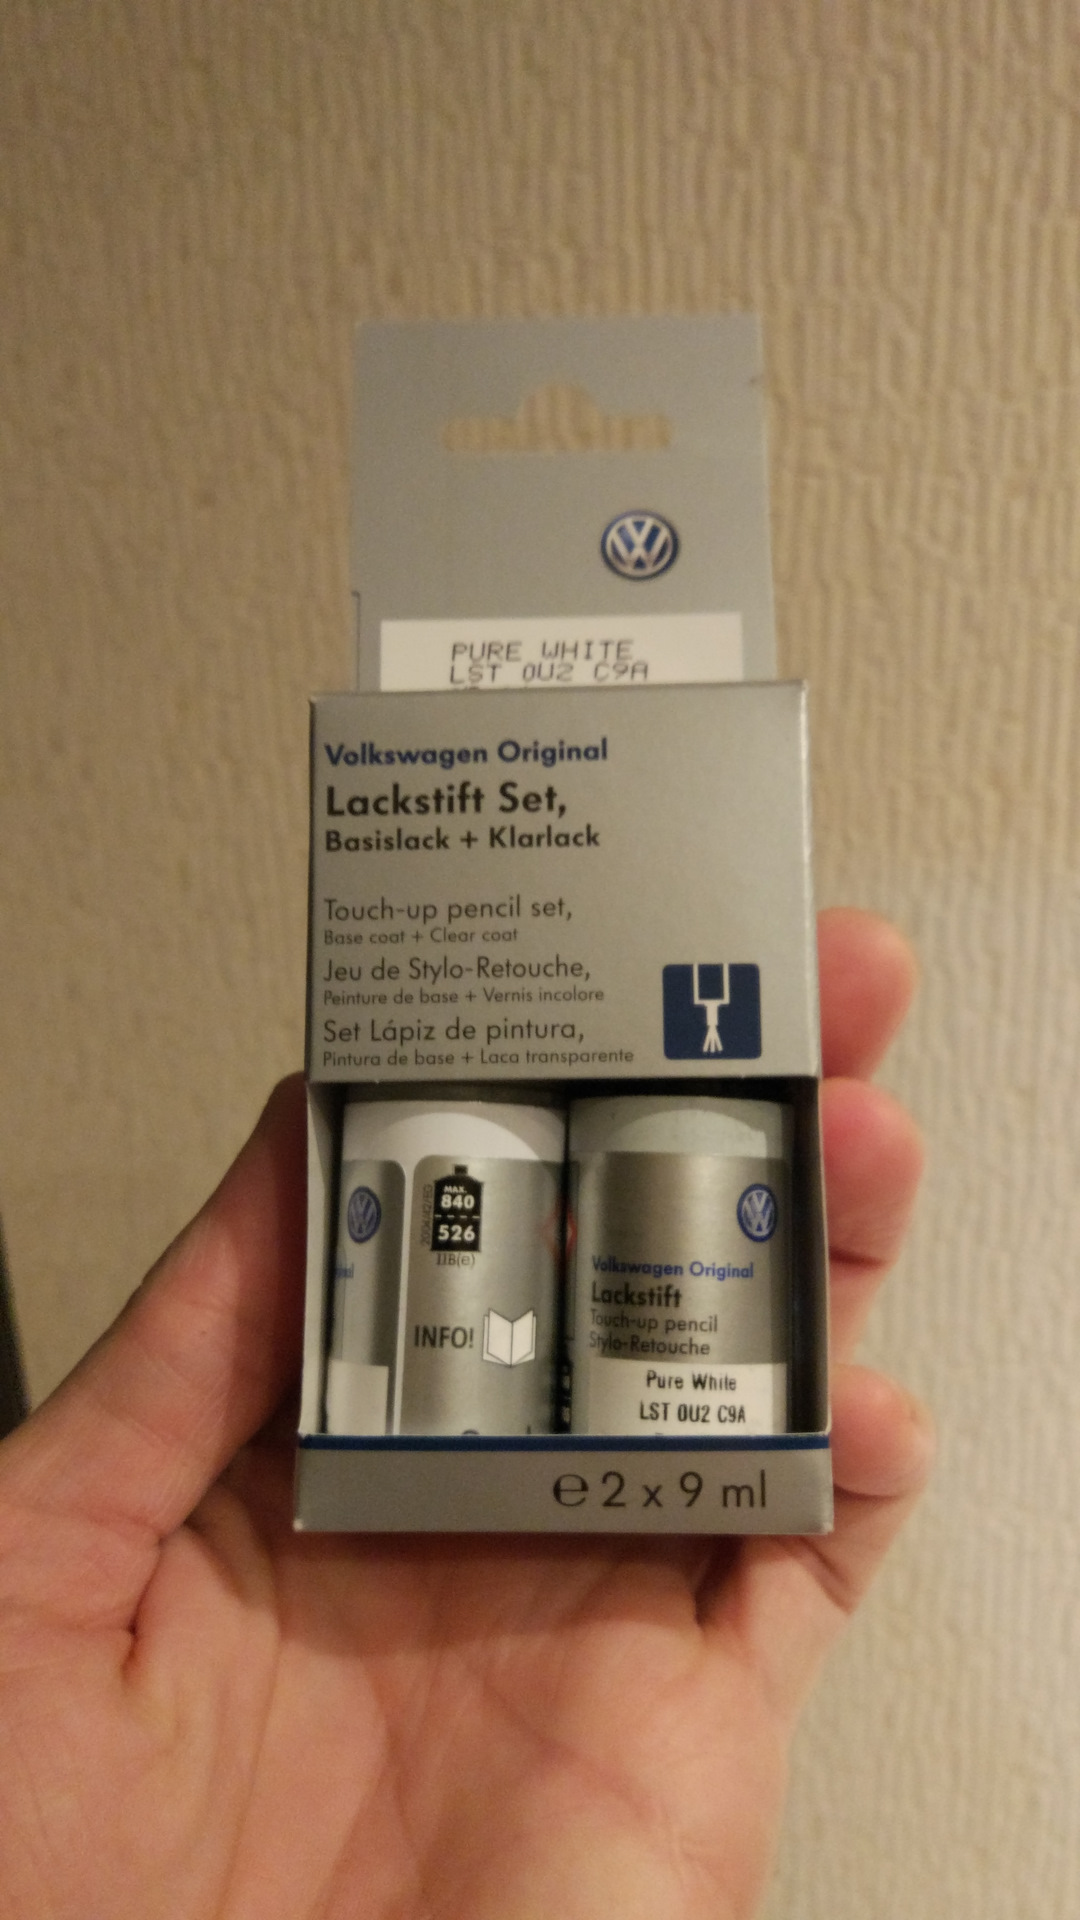 PURE WHITE
LST 0U2 C9A
Volkswagen Original
Lackstift Set,
Basislack + Klarlack
Touch-up pencil set,
Base coat + Clear coat
Jeu de Stylo-Retouche,
Peinture de base + Vernis incolore
Set Lápiz de pintura,
Pintura de base + Laca transparente
MAX.
840
526
2004/42/EG
IIB(e)
INFO!
Volkswagen Original
Lackstift
Touch-up pencil
Stylo-Retouche
Pure White
LST 0U2 C9A
e 2 x 9 ml